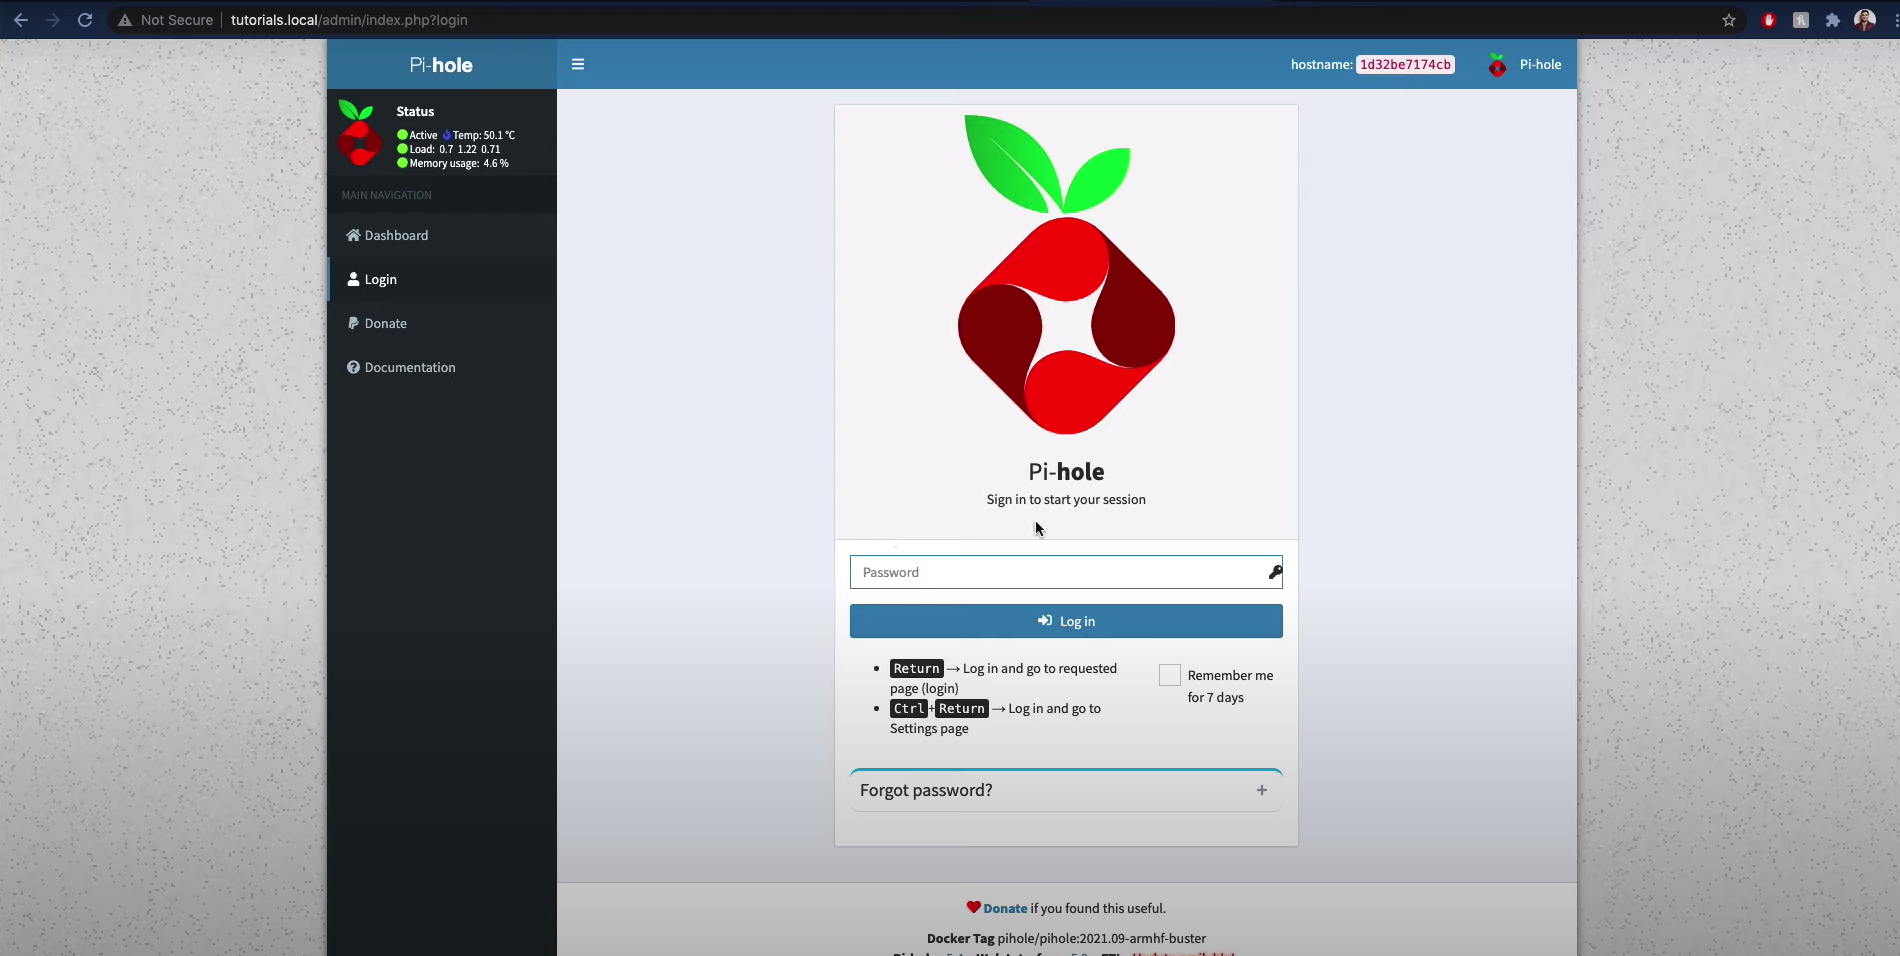 Not Secure
tutorials.local/admin/index.php?login
Pi-hole
hostname: 1d32be7174cb
Pi-hole
Status
Active Temp: 50.1 °C
Load: 0.7 1.22 0.71
Memory usage: 4.6 %
MAIN NAVIGATION
Dashboard
Login
Donate
Documentation
Pi-hole
Sign in to start your session
Password
Log in
Return → Log in and go to requested
page (login)
Ctrl+Return → Log in and go to
Settings page
Remember me
for 7 days
Forgot password?
Donate if you found this useful.
Docker Tag pihole/pihole:2021.09-armhf-buster